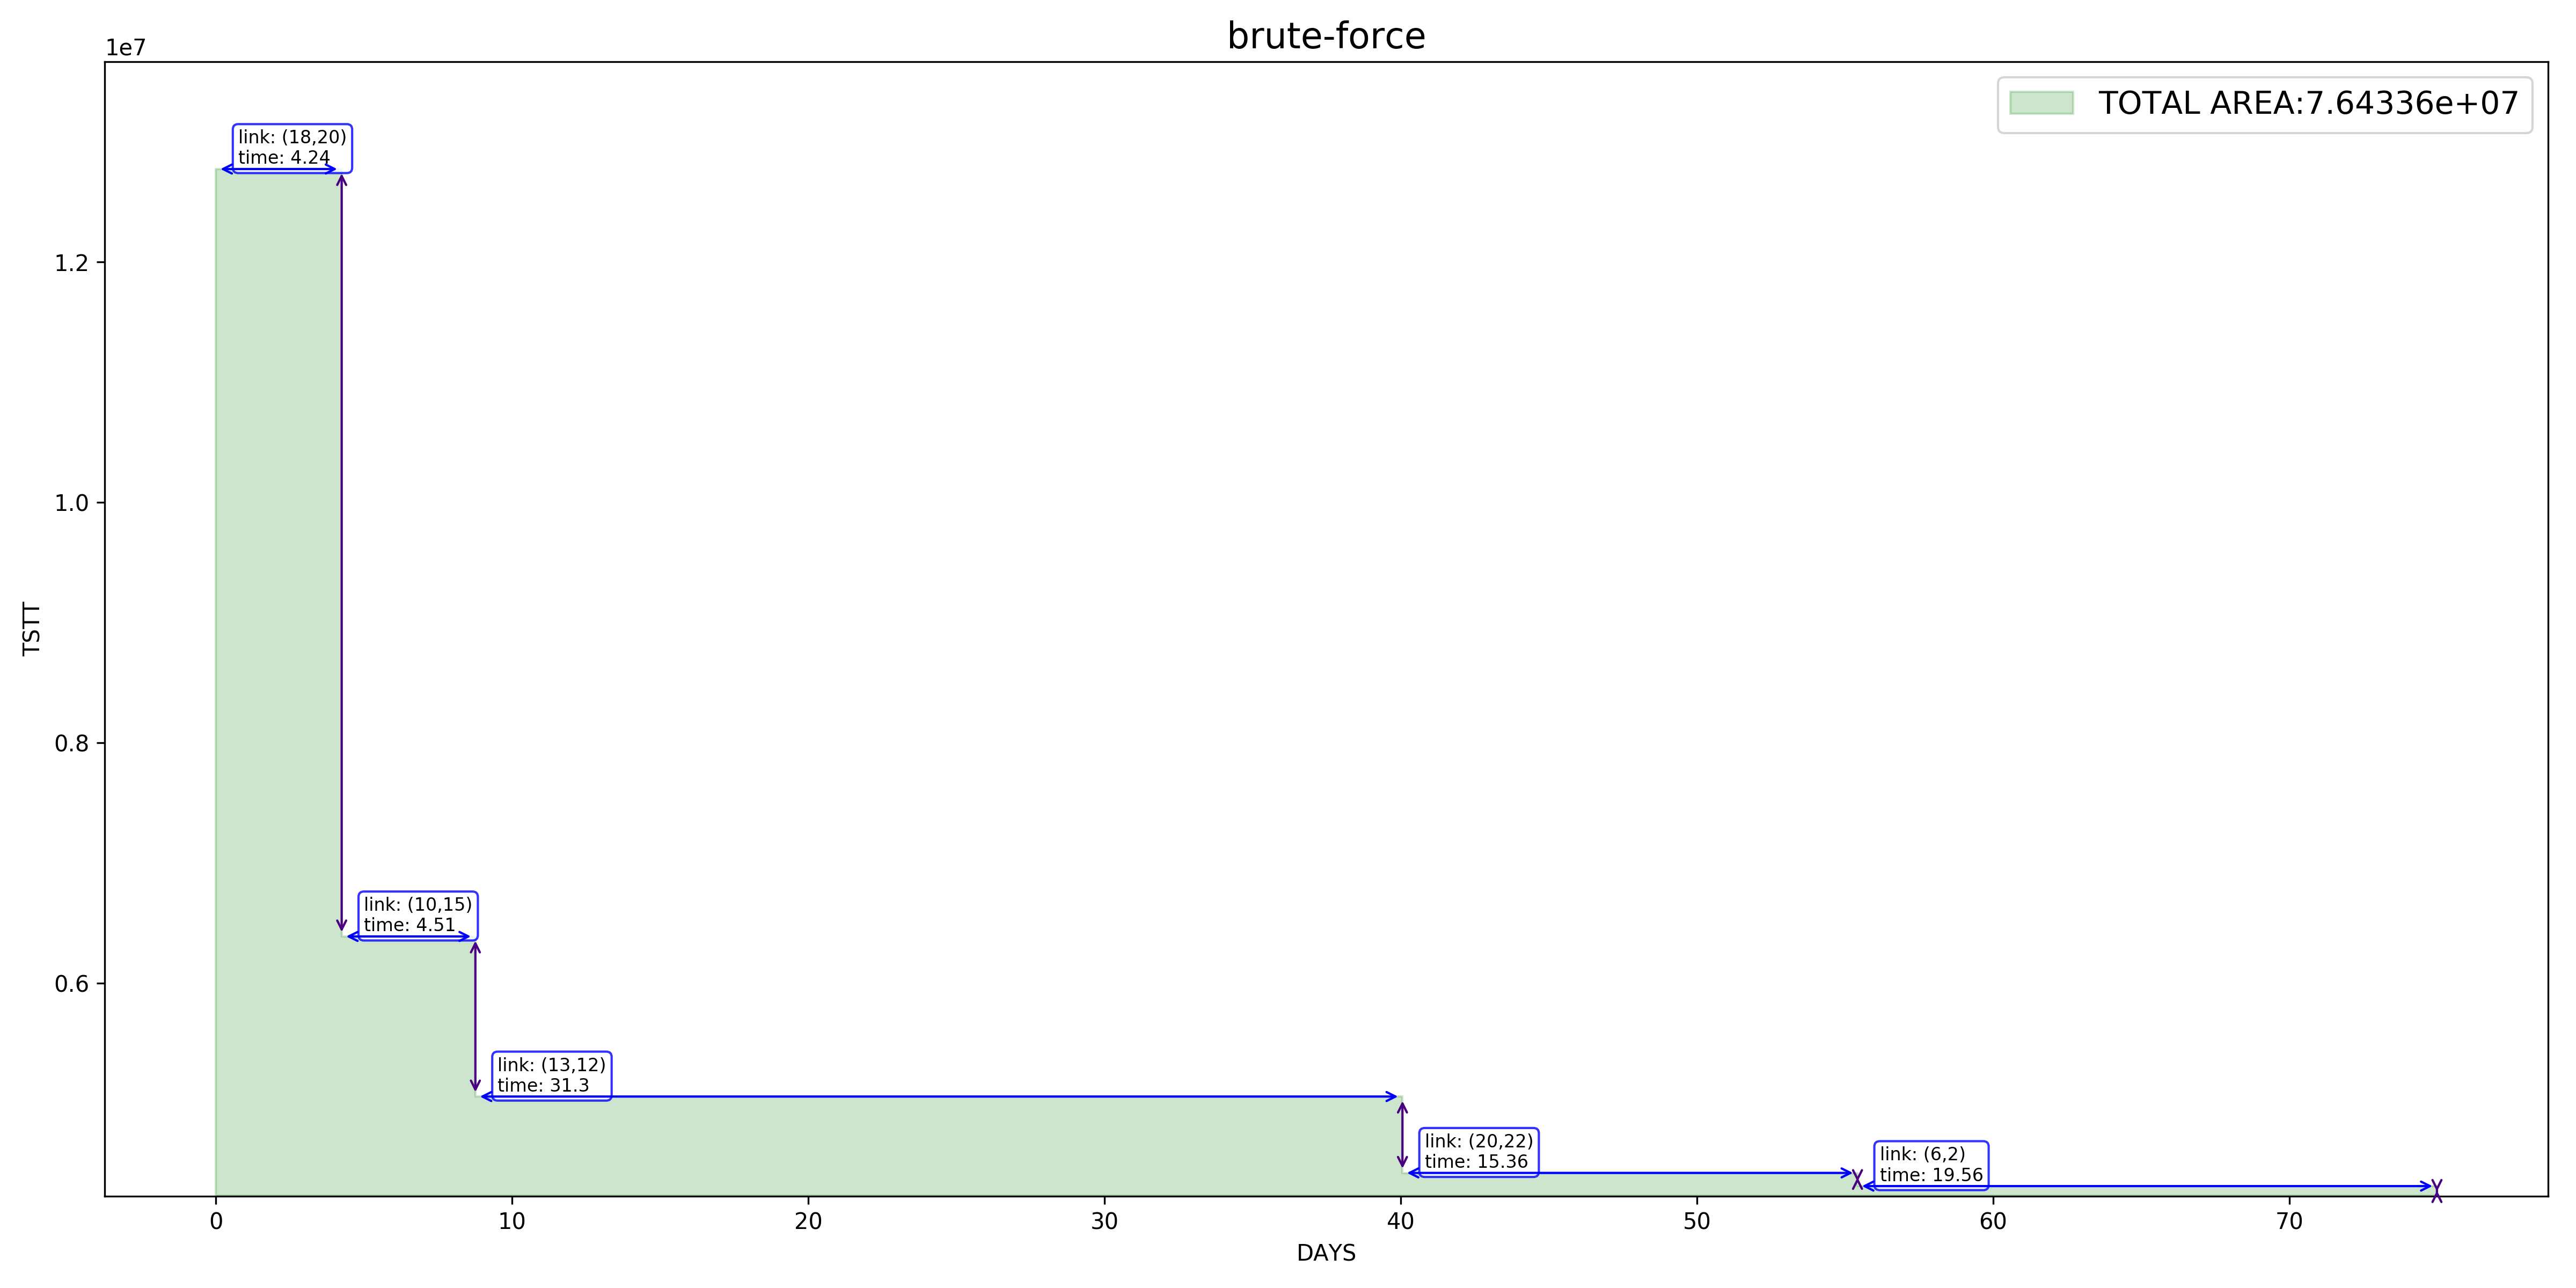 brute-force
1e7
TOTAL AREA:7.64336e+07
link: (18,20)
time: 4.24
1.2
1.0
0.8
0.6
TSTT
link: (10,15)
time: 4.51
link: (13,12)
time: 31.3
link: (20,22)
time: 15.36
link: (6,2)
time: 19.56
0 10 20 30 40 50 60 70
DAYS